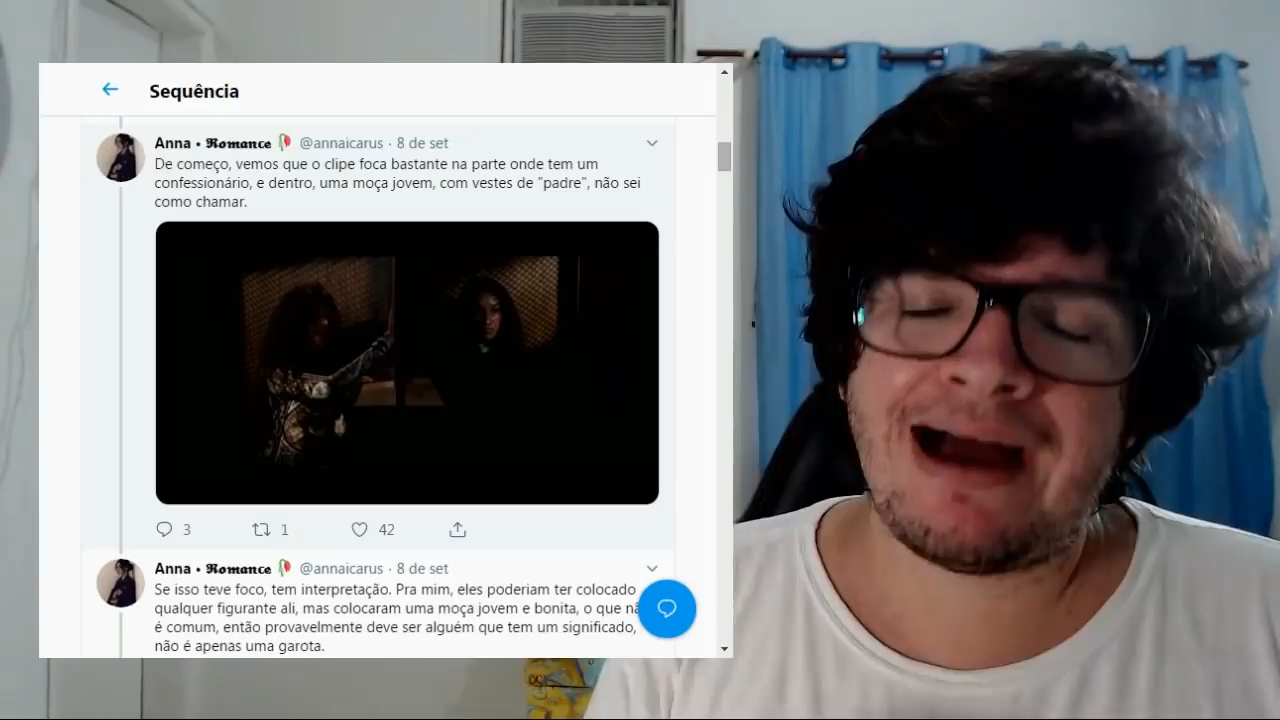 Sequência
Anna • Romance @annaicarus · 8 de set
De começo, vemos que o clipe foca bastante na parte onde tem um
confessionário, e dentro, uma moça jovem, com vestes de "padre", não sei
como chamar.
3 1 42
Anna • Romance @annaicarus · 8 de set
Se isso teve foco, tem interpretação. Pra mim, eles poderiam ter colocado
qualquer figurante ali, mas colocaram uma moça jovem e bonita, o que
é comum, então provavelmente deve ser alguém que tem um significado,
não é apenas uma garota.